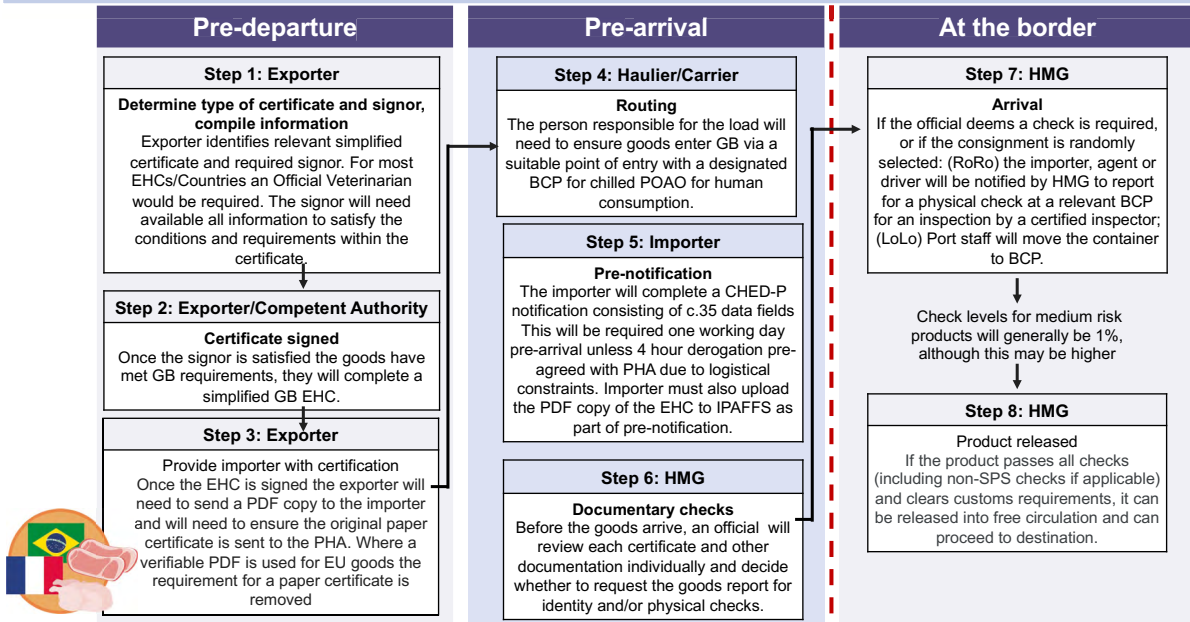 Pre-departure
Step 1: Exporter
Determine type of certificate and signor,
compile information
Exporter identifies relevant simplified
certificate and required signor. For most
EHCs/Countries an Official Veterinarian
would be required. The signor will need
available all information to satisfy the
conditions and requirements within the
certificate.
Step 2: Exporter/Competent Authority
Certificate signed
Once the signor is satisfied the goods have
met GB requirements, they will complete a
simplified GB EHC.
Step 3: Exporter
Provide importer with certification
Once the EHC is signed the exporter will
need to send a PDF copy to the importer
and will need to ensure the original paper
certificate is sent to the PHA. Where a
verifiable PDF is used for EU goods the
requirement for a paper certificate is
removed
Pre-arrival
Step 4: Haulier/Carrier
Routing
The person responsible for the load will
need to ensure goods enter GB via a
suitable point of entry with a designated
BCP for chilled POAO for human
consumption.
Step 5: Importer
Pre-notification
The importer will complete a CHED-P
notification consisting of c.35 data fields
This will be required one working day
pre-arrival unless 4 hour derogation pre-
agreed with PHA due to logistical
constraints. Importer must also upload
the PDF copy of the EHC to IPAFFS as
part of pre-notification.
Step 6: HMG
Documentary checks
Before the goods arrive, an official will
review each certificate and other
documentation individually and decide
whether to request the goods report for
identity and/or physical checks.
At the border
Step 7: HMG
Arrival
If the official deems a check is required,
or if the consignment is randomly
selected: (RoRo) the importer, agent or
driver will be notified by HMG to report
for a physical check at a relevant BCP
for an inspection by a certified inspector;
(LoLo) Port staff will move the container
to BCP.
Check levels for medium risk
products will generally be 1%,
although this may be higher
Step 8: HMG
Product released
If the product passes all checks
(including non-SPS checks if applicable)
and clears customs requirements, it can
be released into free circulation and can
proceed to destination.